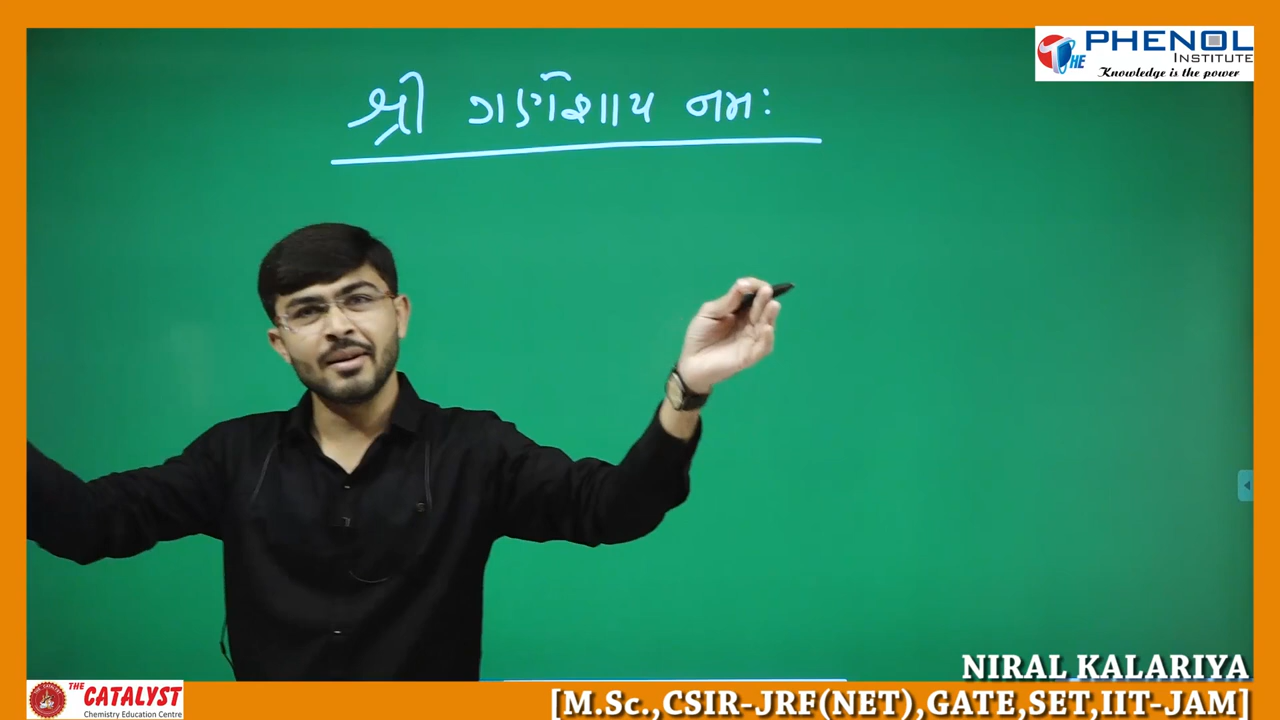 THE PHENOL
INSTITUTE
Knowledge is the power
શ્રી ગણેશાય નમઃ
NIRAL KALARIYA
[M.Sc.,CSIR-JRF(NET),GATE,SET,IIT-JAM]
THE CATALYST
Chemistry Education Centre